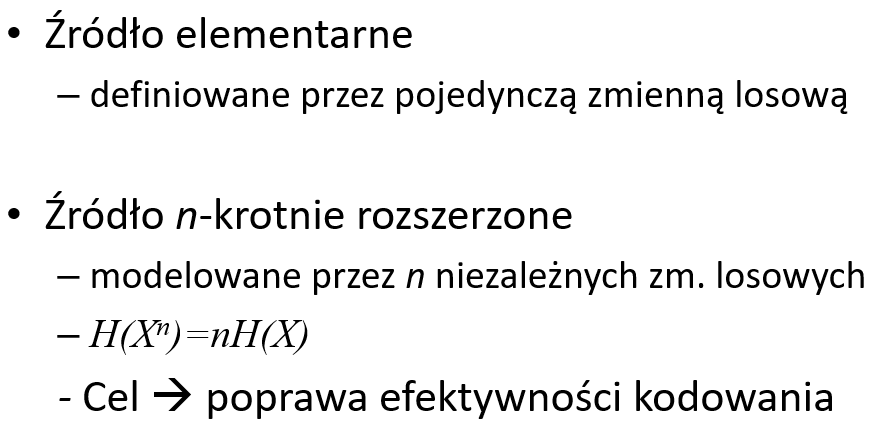 • Źródło elementarne
– definiowane przez pojedynczą zmienną losową
• Źródło n-krotnie rozszerzone
– modelowane przez n niezależnych zm. losowych
– H(Xⁿ)=nH(X)
- Cel → poprawa efektywności kodowania